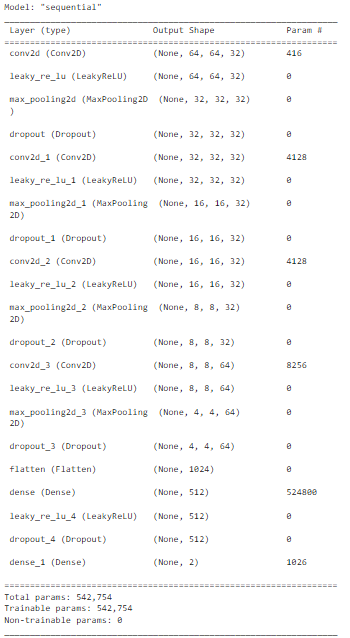 Model: "sequential"
_________________________________________________________________
Layer (type) Output Shape Param #
=================================================================
conv2d (Conv2D) (None, 64, 64, 32) 416
leaky_re_lu (LeakyReLU) (None, 64, 64, 32) 0
max_pooling2d (MaxPooling2D (None, 32, 32, 32) 0
)
dropout (Dropout) (None, 32, 32, 32) 0
conv2d_1 (Conv2D) (None, 32, 32, 32) 4128
leaky_re_lu_1 (LeakyReLU) (None, 32, 32, 32) 0
max_pooling2d_1 (MaxPooling (None, 16, 16, 32) 0
2D)
dropout_1 (Dropout) (None, 16, 16, 32) 0
conv2d_2 (Conv2D) (None, 16, 16, 32) 4128
leaky_re_lu_2 (LeakyReLU) (None, 16, 16, 32) 0
max_pooling2d_2 (MaxPooling (None, 8, 8, 32) 0
2D)
dropout_2 (Dropout) (None, 8, 8, 32) 0
conv2d_3 (Conv2D) (None, 8, 8, 64) 8256
leaky_re_lu_3 (LeakyReLU) (None, 8, 8, 64) 0
max_pooling2d_3 (MaxPooling (None, 4, 4, 64) 0
2D)
dropout_3 (Dropout) (None, 4, 4, 64) 0
flatten (Flatten) (None, 1024) 0
dense (Dense) (None, 512) 524800
leaky_re_lu_4 (LeakyReLU) (None, 512) 0
dropout_4 (Dropout) (None, 512) 0
dense_1 (Dense) (None, 2) 1026
=================================================================
Total params: 542,754
Trainable params: 542,754
Non-trainable params: 0
_________________________________________________________________